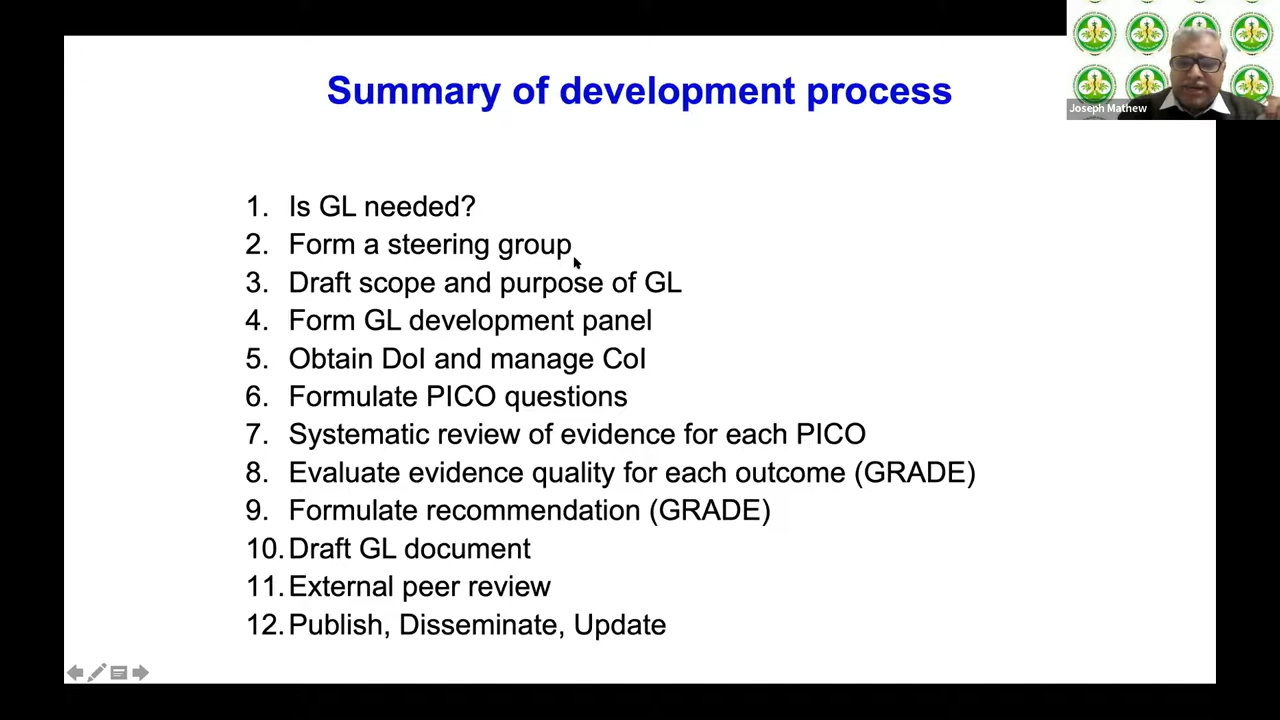 Summary of development process
Joseph Mathew
1. Is GL needed?
2. Form a steering group
3. Draft scope and purpose of GL
4. Form GL development panel
5. Obtain DoI and manage CoI
6. Formulate PICO questions
7. Systematic review of evidence for each PICO
8. Evaluate evidence quality for each outcome (GRADE)
9. Formulate recommendation (GRADE)
10. Draft GL document
11. External peer review
12. Publish, Disseminate, Update